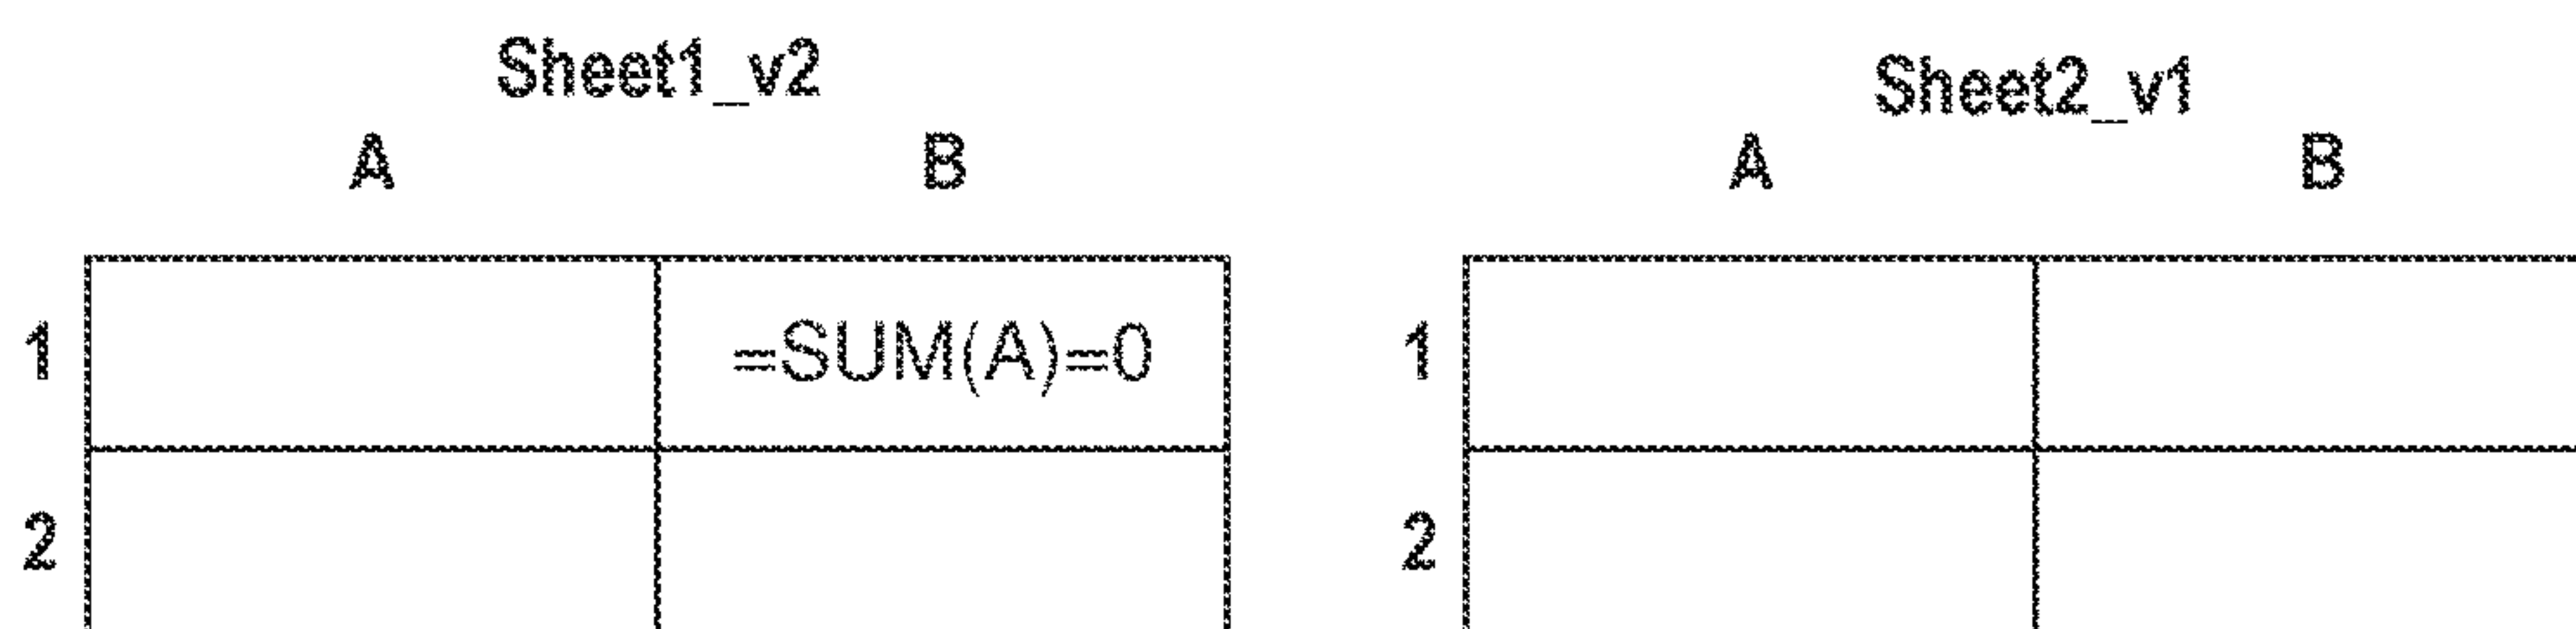 Sheet1_v2 Sheet2_v1
A B A B
1 =SUM(A)=0 1
2 2